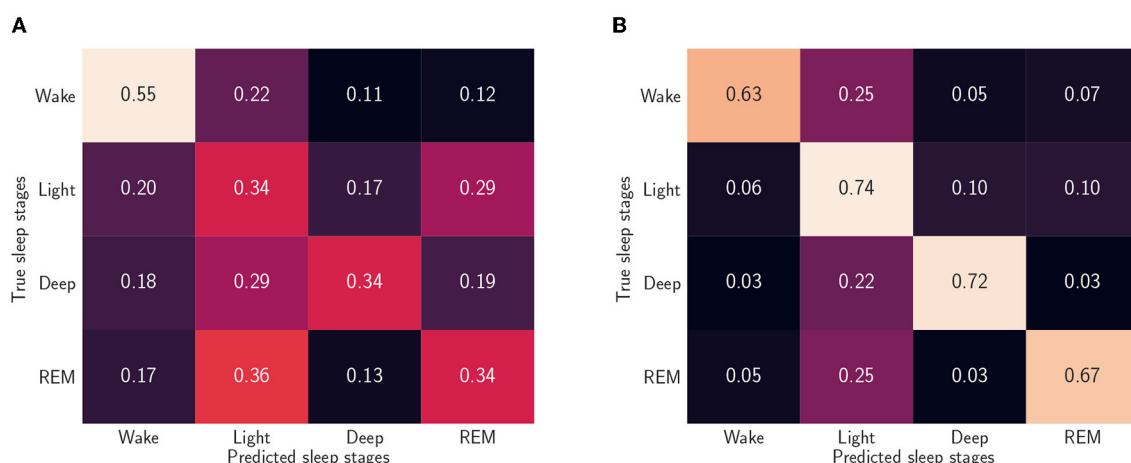 A
True sleep stages
Wake 0.55 0.22 0.11 0.12
Light 0.20 0.34 0.17 0.29
Deep 0.18 0.29 0.34 0.19
REM 0.17 0.36 0.13 0.34
Wake Light Deep REM
Predicted sleep stages
B
True sleep stages
Wake 0.63 0.25 0.05 0.07
Light 0.06 0.74 0.10 0.10
Deep 0.03 0.22 0.72 0.03
REM 0.05 0.25 0.03 0.67
Wake Light Deep REM
Predicted sleep stages